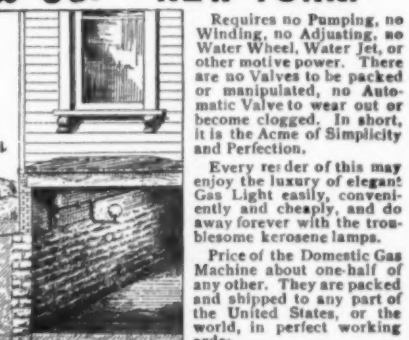 Requires no Pumping, no
Winding, no Adjusting, no
Water Wheel, Water Jet, or
other motive power. There
are no Valves to be packed
or manipulated, no Auto-
matic Valve to wear out or
become clogged. In short,
it is the Acme of Simplicity
and Perfection.
Every reader of this may
enjoy the luxury of elegant
Gas Light easily, conveni-
ently and cheaply, and do
away forever with the trou-
blesome kerosene lamps.
Price of the Domestic Gas
Machine about one-half of
any other. They are packed
and shipped to any part of
the United States, or the
world, in perfect working